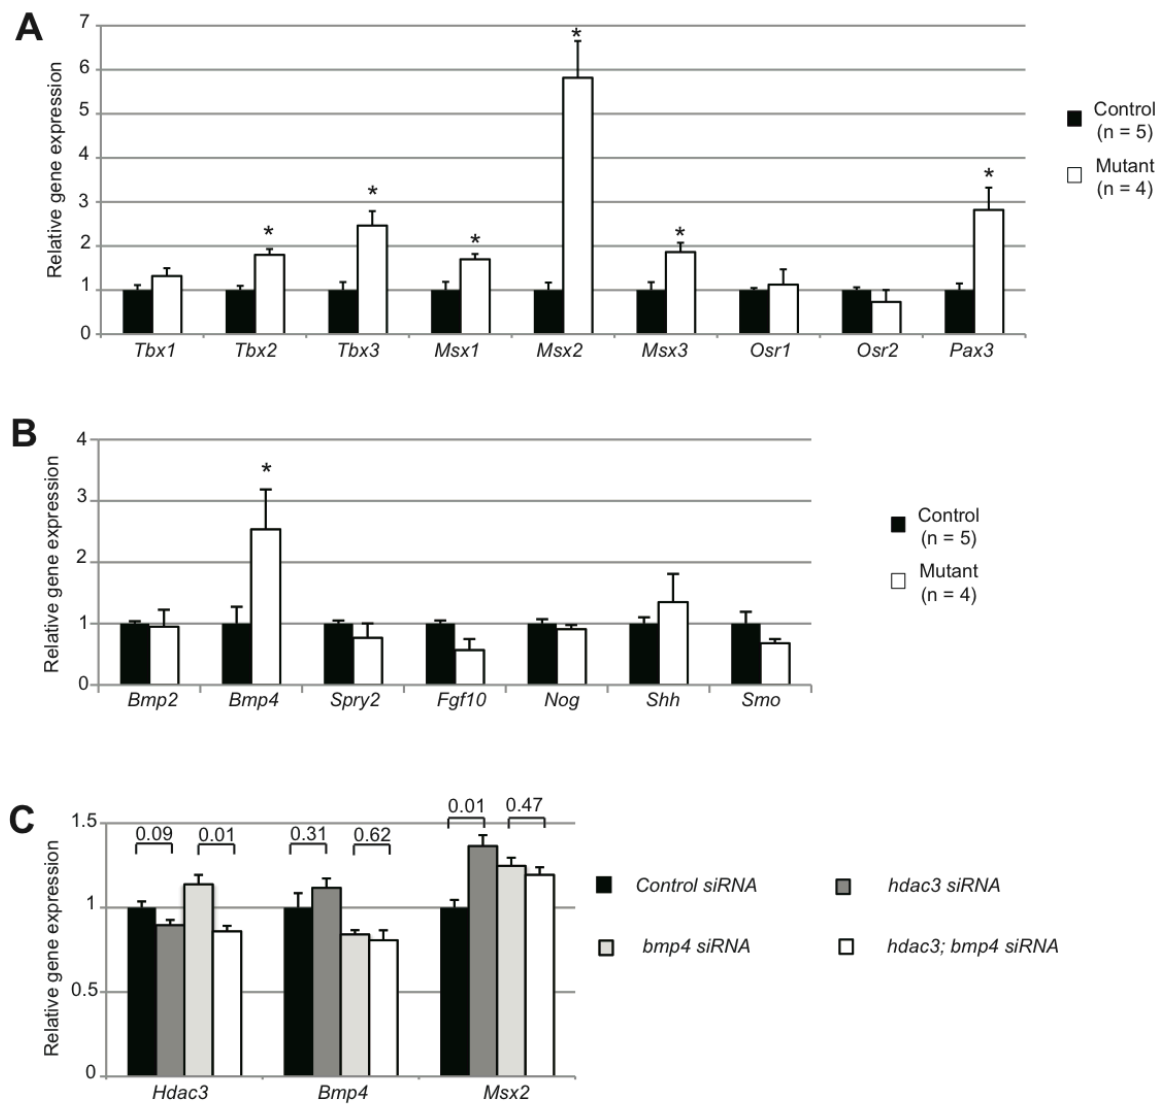 A
Relative gene expression
7
6
5
4
3
2
1
0
* * * * * *
Tbx1 Tbx2 Tbx3 Msx1 Msx2 Msx3 Osr1 Osr2 Pax3
Control
(n = 5)
Mutant
(n = 4)
B
Relative gene expression
4
3
2
1
0
*
Bmp2 Bmp4 Spry2 Fgf10 Nog Shh Smo
Control
(n = 5)
Mutant
(n = 4)
C
Relative gene expression
1.5
1
0.5
0
0.09 0.01 0.31 0.62 0.01 0.47
Hdac3 Bmp4 Msx2
Control siRNA
hdac3 siRNA
bmp4 siRNA
hdac3; bmp4 siRNA